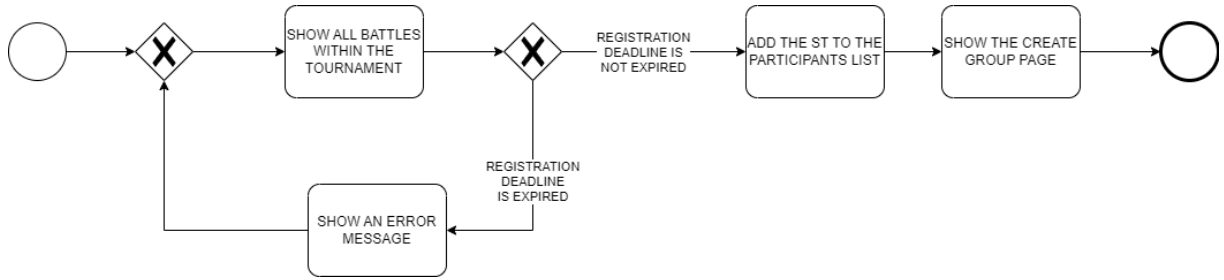 SHOW ALL BATTLES
WITHIN THE
TOURNAMENT
REGISTRATION
DEADLINE IS
NOT EXPIRED
ADD THE ST TO THE
PARTICIPANTS LIST
SHOW THE CREATE
GROUP PAGE
REGISTRATION
DEADLINE
IS EXPIRED
SHOW AN ERROR
MESSAGE